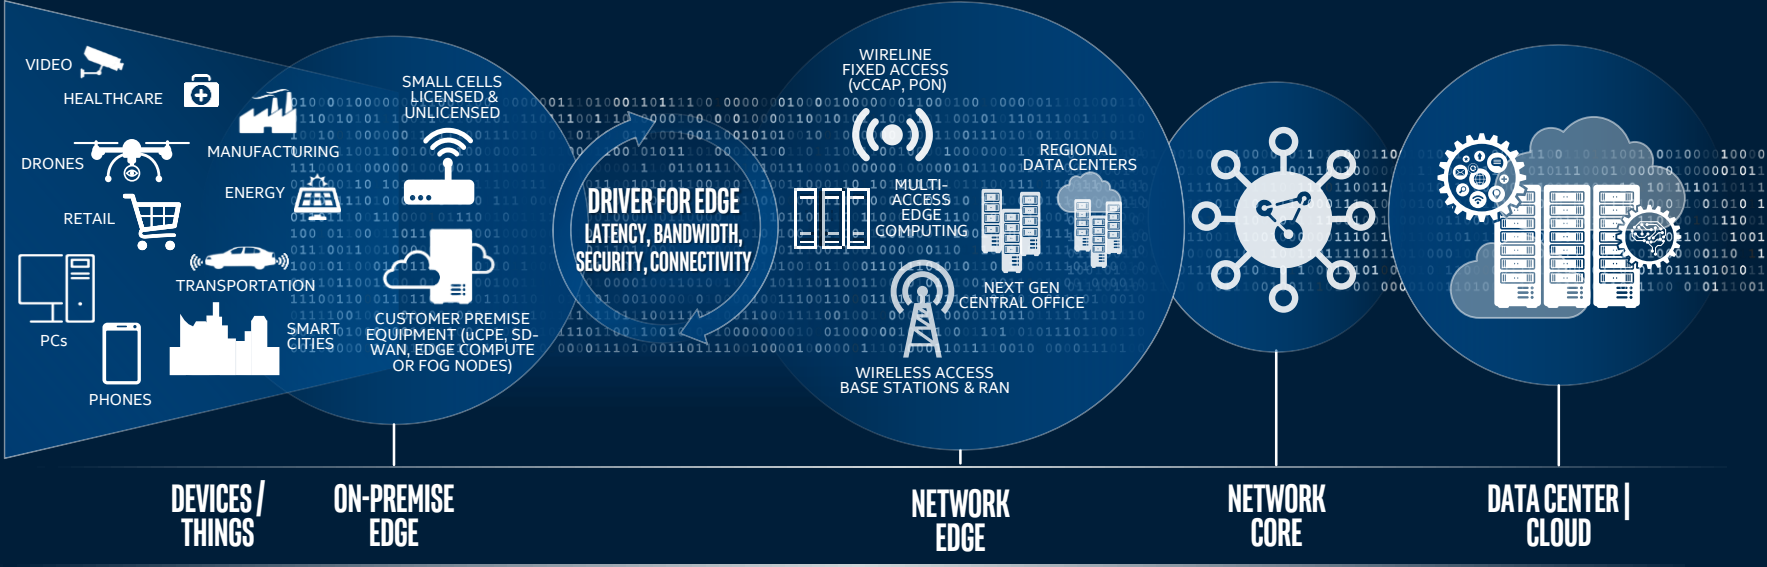 VIDEO
HEALTHCARE
DRONES
RETAIL
PCs
PHONES
MANUFACTURING
ENERGY
TRANSPORTATION
SMART
CITIES
SMALL CELLS
LICENSED &
UNLICENSED
CUSTOMER PREMISE
EQUIPMENT (uCPE, SD-
WAN, EDGE COMPUTE
OR FOG NODES)
DRIVER FOR EDGE
LATENCY, BANDWIDTH,
SECURITY, CONNECTIVITY
WIRELINE
FIXED ACCESS
(vCCAP, PON)
MULTI-
ACCESS
EDGE
COMPUTING
REGIONAL
DATA CENTERS
NEXT GEN
CENTRAL OFFICE
WIRELESS ACCESS
BASE STATIONS & RAN
DEVICES /
THINGS
ON-PREMISE
EDGE
NETWORK
EDGE
NETWORK
CORE
DATA CENTER |
CLOUD